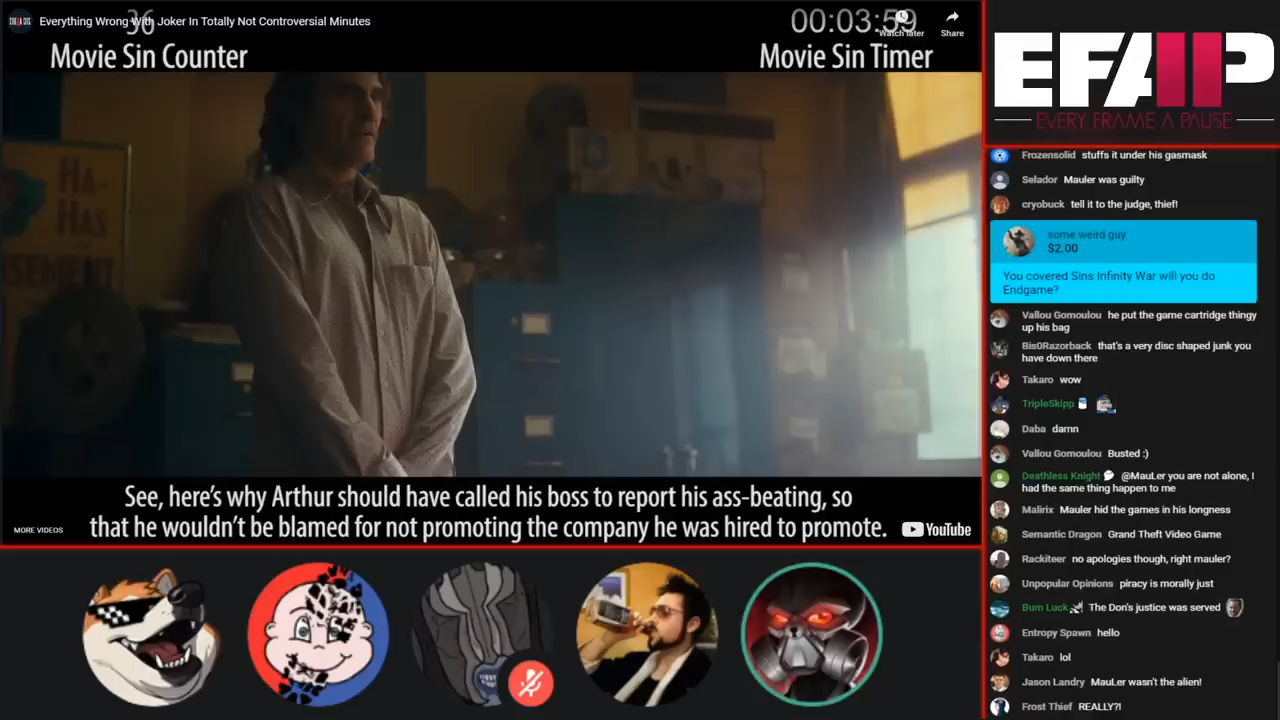 Everything Wrong With Joker In Totally Not Controversial Minutes
36
Movie Sin Counter
00:03:59
Movie Sin Timer
Watch later
Share
HA-
HAS
See, here's why Arthur should have called his boss to report his ass-beating, so
that he wouldn't be blamed for not promoting the company he was hired to promote.
MORE VIDEOS
YouTube
EFAP
EVERY FRAME A PAUSE
Frozensolid stuffs it under his gasmask
Selador Mauler was guilty
cryobuck tell it to the judge, thief!
some weird guy
$2.00
You covered Sins Infinity War will you do
Endgame?
Vallou Gomoulou he put the game cartridge thingy
up his bag
Bis0Razorback that's a very disc shaped junk you
have down there
Takaro wow
TripleSkipp
Daba damn
Vallou Gomoulou Busted :)
Deathless Knight @MauLer you are not alone, I
had the same thing happen to me
Malirix Mauler hid the games in his longness
Semantic Dragon Grand Theft Video Game
Rackiteer no apologies though, right mauler?
Unpopular Opinions piracy is morally just
Bum Luck The Don's justice was served
Entropy Spawn hello
Takaro lol
Jason Landry MauLer wasn't the alien!
Frost Thief REALLY?!